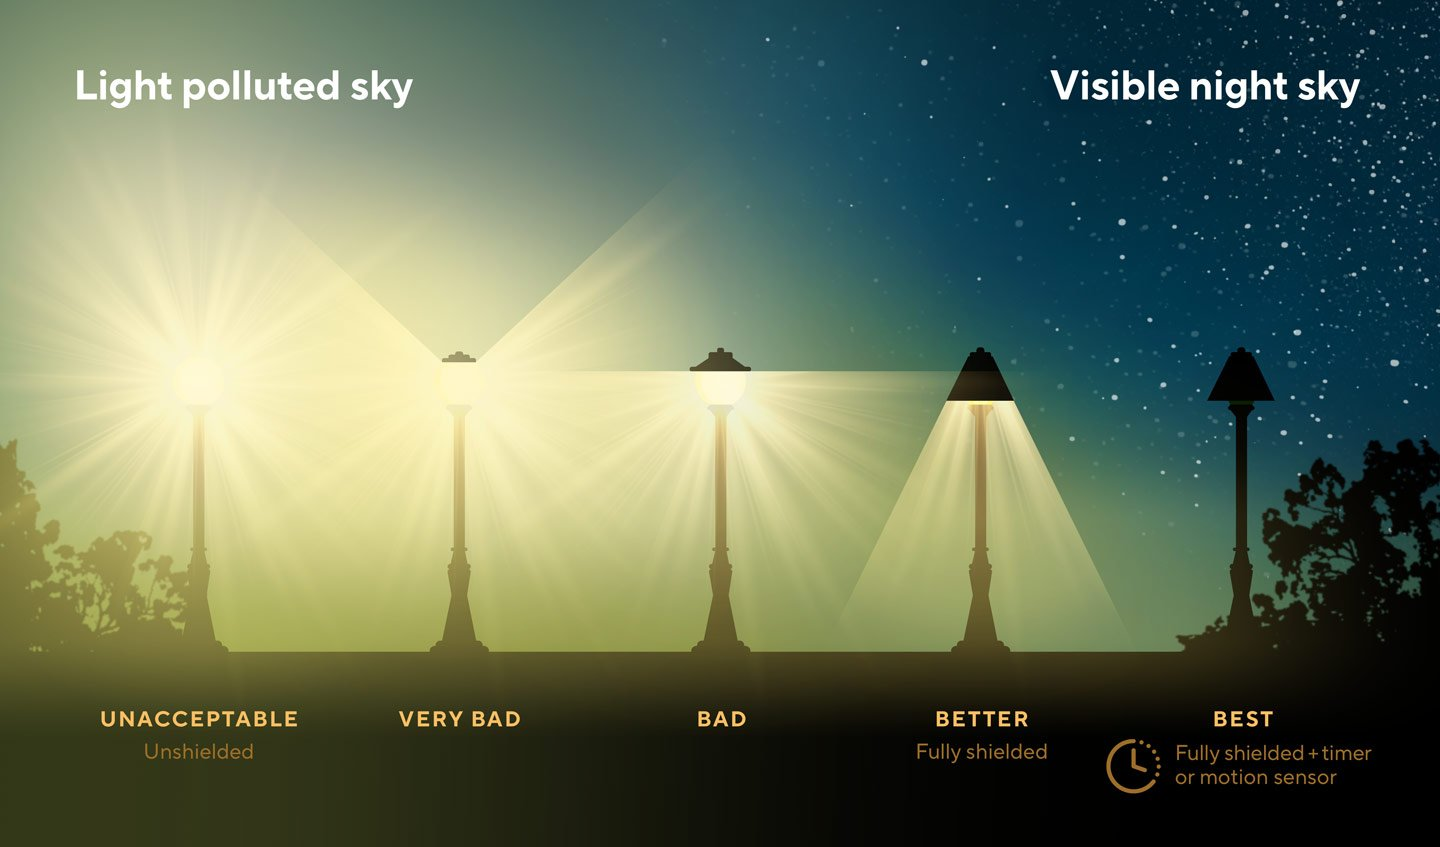 Light polluted sky
Visible night sky
UNACCEPTABLE
Unshielded
VERY BAD
BAD
BETTER
Fully shielded
BEST
Fully shielded + timer
or motion sensor